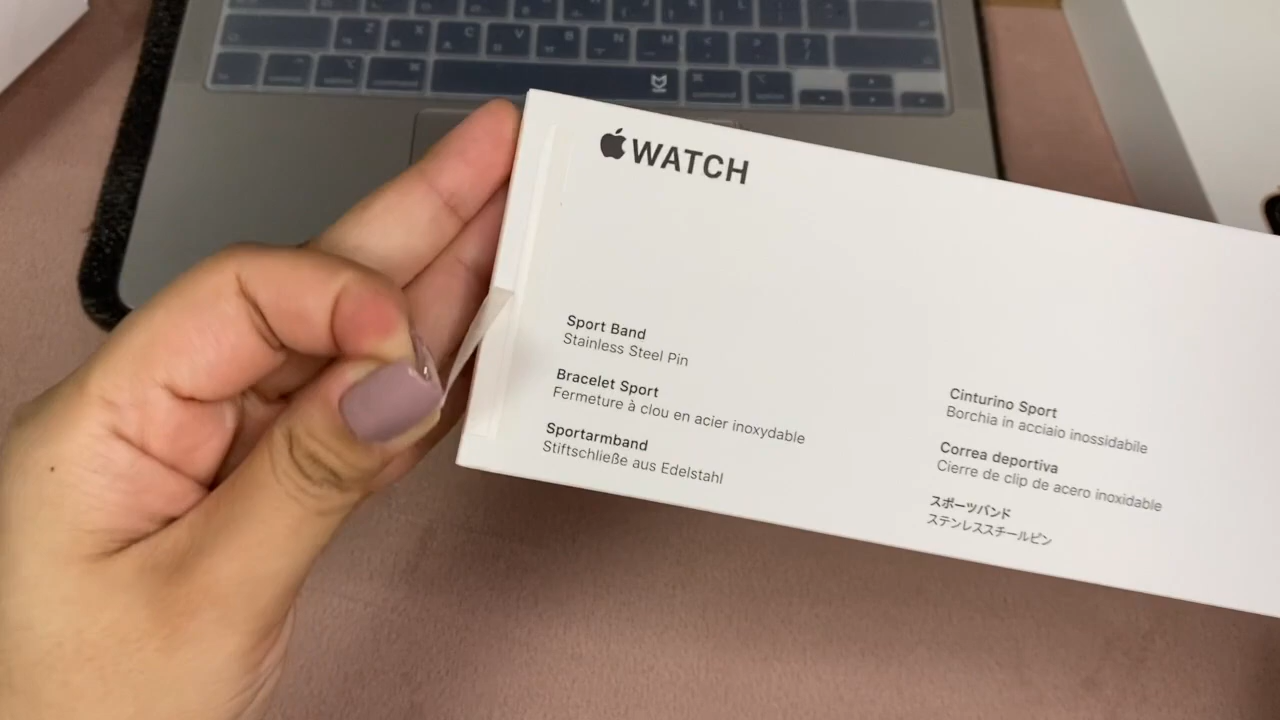 WATCH
Sport Band
Stainless Steel Pin
Bracelet Sport
Fermeture à clou en acier inoxydable
Sportarmband
Stiftschließe aus Edelstahl
Cinturino Sport
Borchia in acciaio inossidabile
Correa deportiva
Cierre de clip de acero inoxidable
スポーツバンド
ステンレススチールピン
Z
X
C
V
B
N
M